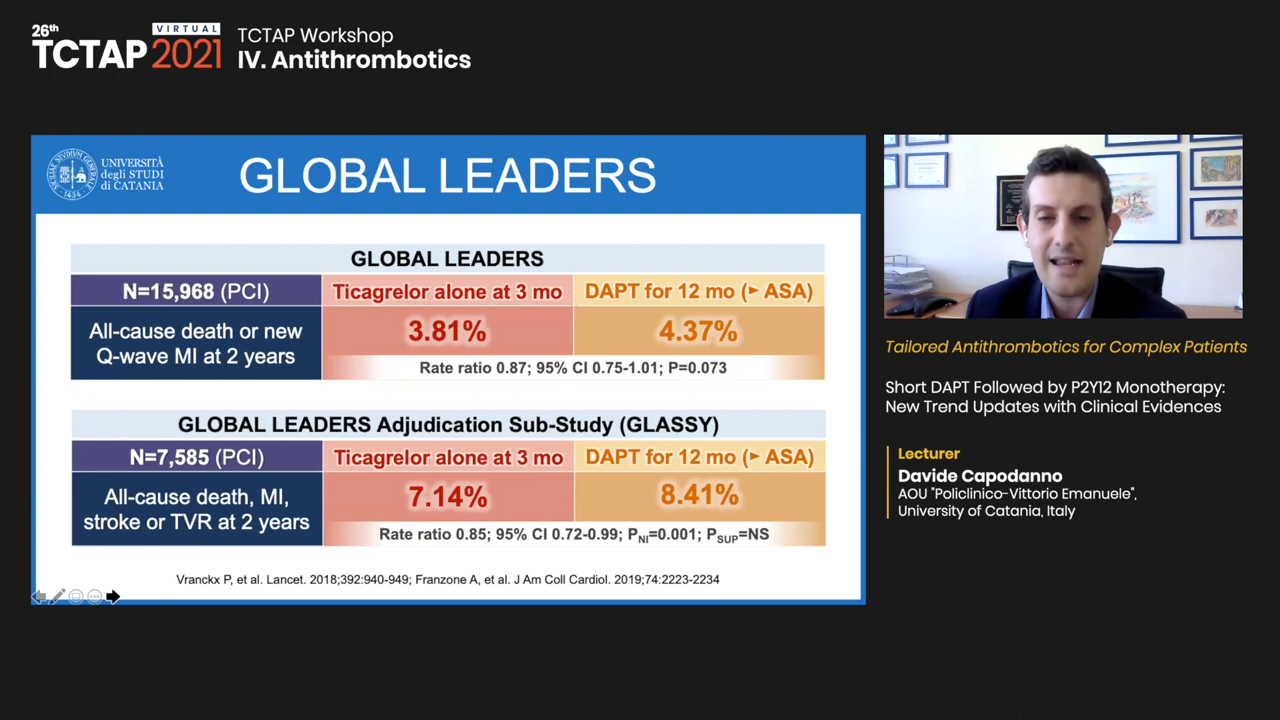 26th
VIRTUAL
TCTAP 2021
TCTAP Workshop
IV. Antithrombotics
UNIVERSITÀ
degli STUDI
di CATANIA
GLOBAL LEADERS
GLOBAL LEADERS
N=15,968 (PCI)
Ticagrelor alone at 3 mo
DAPT for 12 mo (► ASA)
All-cause death or new
Q-wave MI at 2 years
3.81%
4.37%
Rate ratio 0.87; 95% CI 0.75-1.01; P=0.073
GLOBAL LEADERS Adjudication Sub-Study (GLASSY)
N=7,585 (PCI)
Ticagrelor alone at 3 mo
DAPT for 12 mo (► ASA)
All-cause death, MI,
stroke or TVR at 2 years
7.14%
8.41%
Rate ratio 0.85; 95% CI 0.72-0.99; PNI=0.001; PSUP=NS
Vranckx P, et al. Lancet. 2018;392:940-949; Franzone A, et al. J Am Coll Cardiol. 2019;74:2223-2234
Tailored Antithrombotics for Complex Patients
Short DAPT Followed by P2Y12 Monotherapy:
New Trend Updates with Clinical Evidences
Lecturer
Davide Capodanno
AOU "Policlinico-Vittorio Emanuele",
University of Catania, Italy